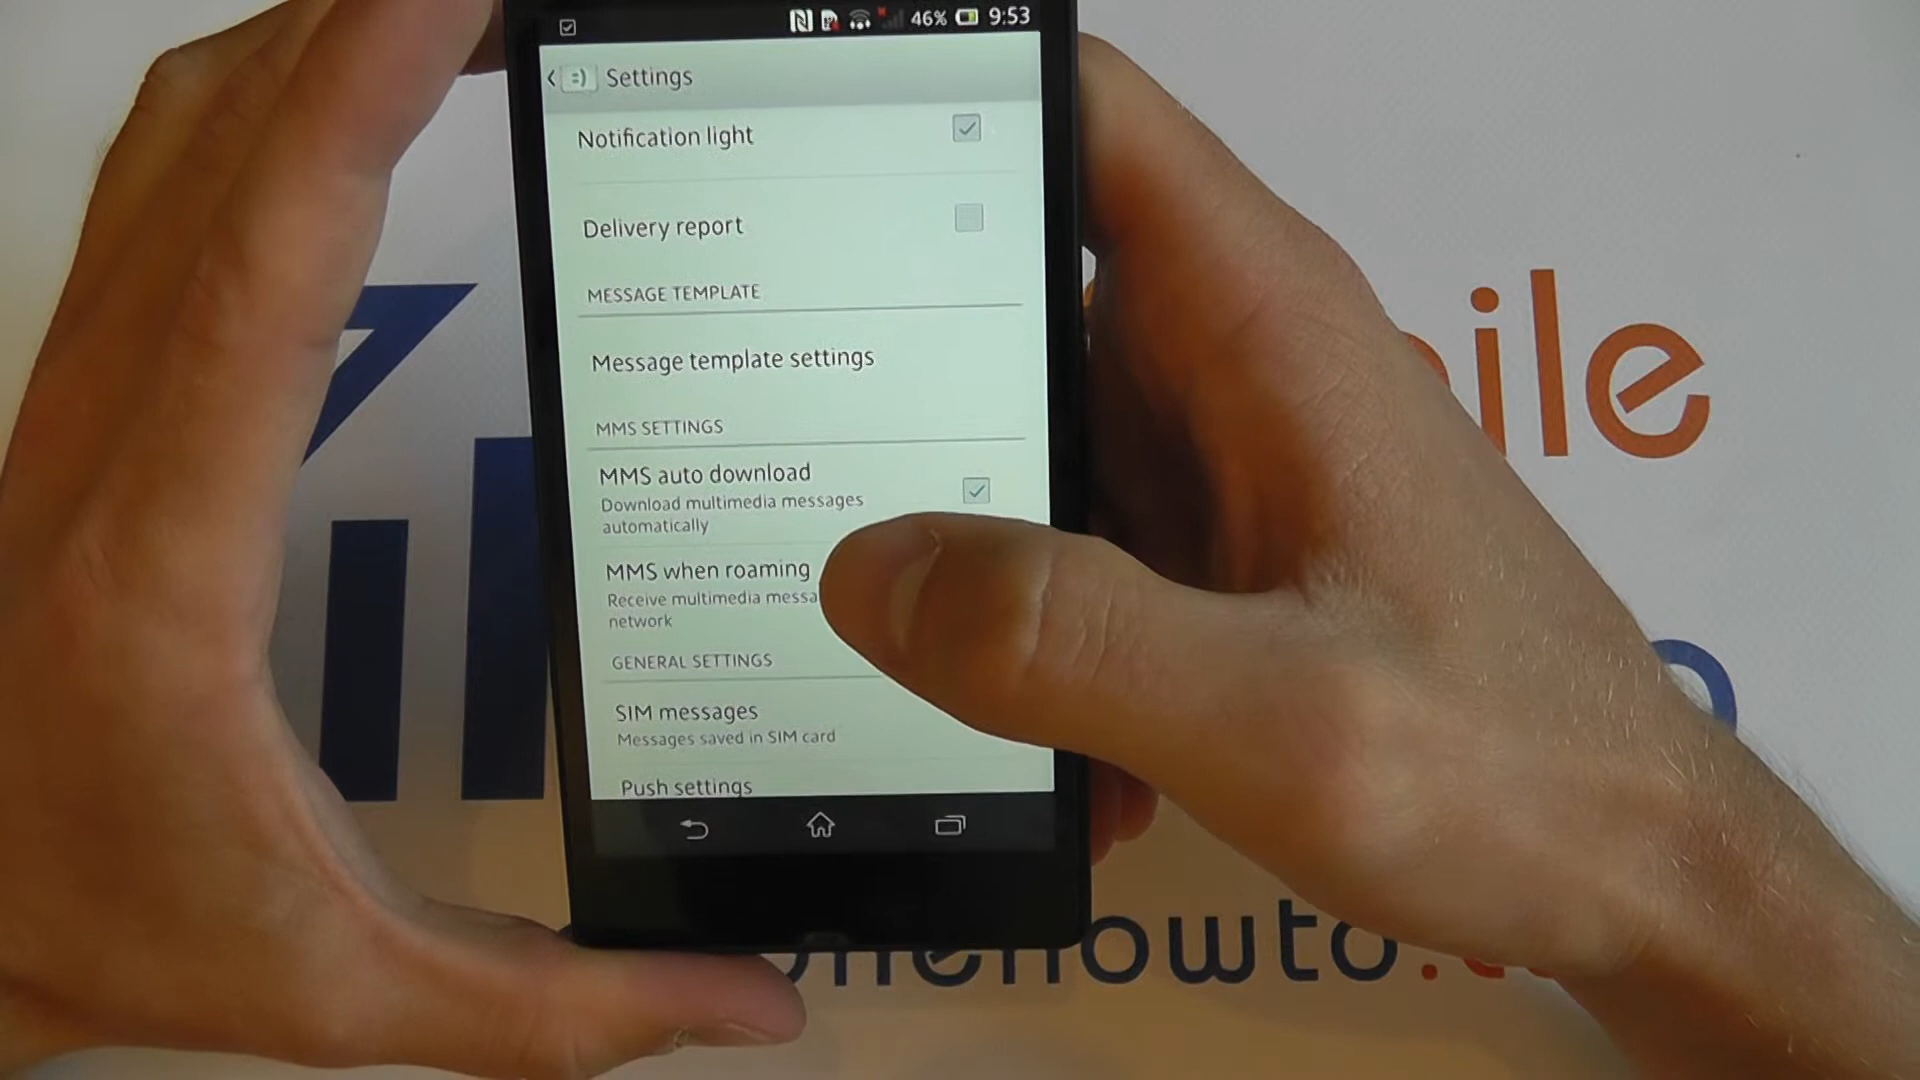 46% 9:53
Settings
Notification light
Delivery report
MESSAGE TEMPLATE
Message template settings
MMS SETTINGS
MMS auto download
Download multimedia messages
automatically
MMS when roaming
Receive multimedia messa
network
GENERAL SETTINGS
SIM messages
Messages saved in SIM card
Push settings
ile
howto.